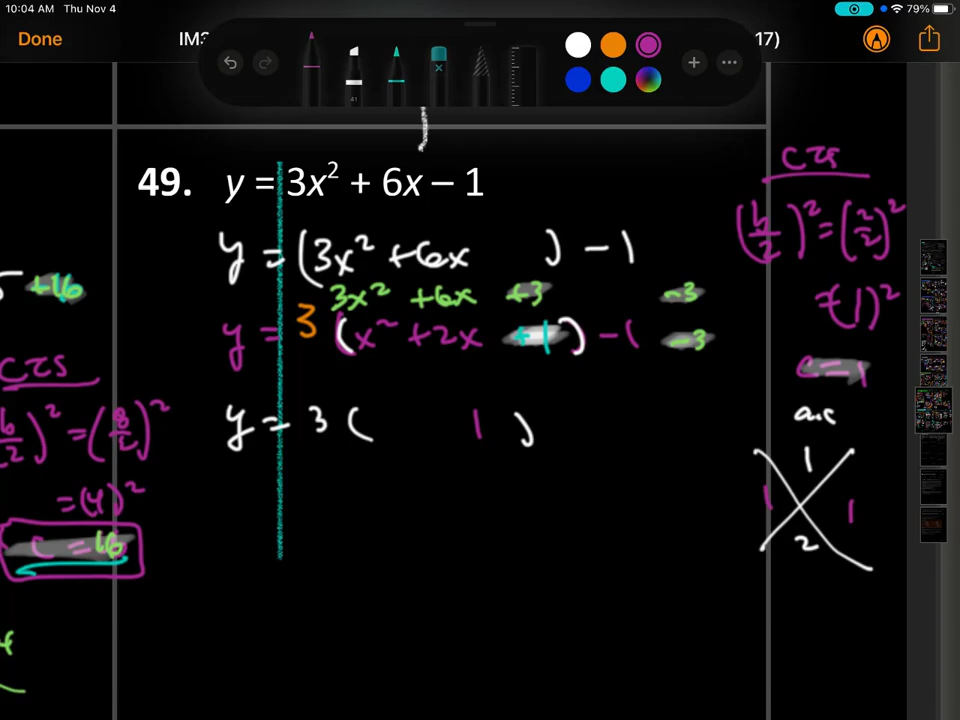 10:04 AM Thu Nov 4
79%
Done
IM3
17)
41
49. y = 3x² + 6x – 1
y = (3x² +6x ) – 1
3x² +6x +3 –3
y = 3 (x² +2x +1) –1 –3
y = 3 ( 1 )
+16
CTS
(b/2)² = (8/2)²
= (4)²
c = 16
CTS
(b/2)² = (2/2)²
= (1)²
c = 1
a•c
1
1 1
2